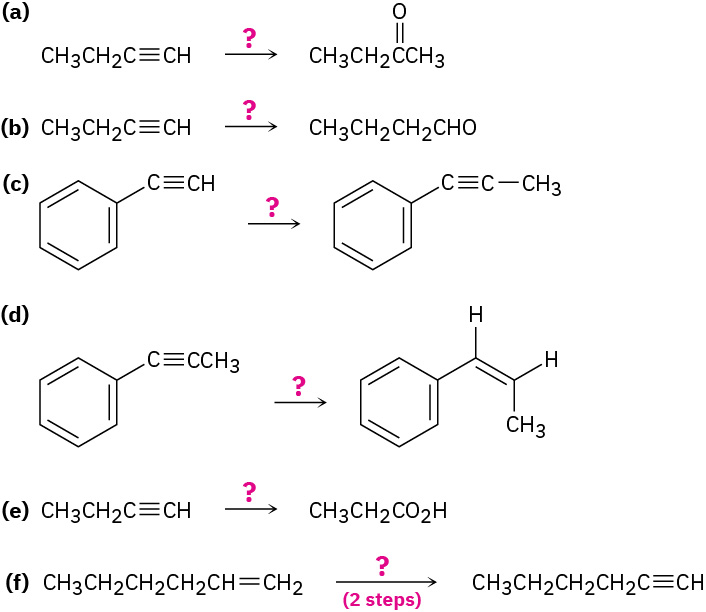 (a)
O
CH₃CH₂C≡CH ? CH₃CH₂CCH₃
(b) CH₃CH₂C≡CH ? CH₃CH₂CH₂CHO
(c) C≡CH ? C≡C—CH₃
(d)
H
C≡CCH₃ ? H
CH₃
(e) CH₃CH₂C≡CH ? CH₃CH₂CO₂H
(f) CH₃CH₂CH₂CH₂CH=CH₂ ? CH₃CH₂CH₂CH₂C≡CH
(2 steps)